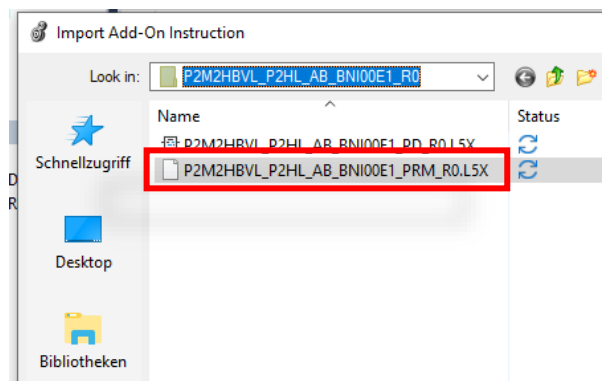 Import Add-On Instruction
Look in: P2M2HBVL_P2HL_AB_BNI00E1_R0
Name Status
P2M2HBVL_P2HL_AB_BNI00E1_PD_R0.L5X
P2M2HBVL_P2HL_AB_BNI00E1_PRM_R0.L5X
Schnellzugriff
D
R
Desktop
Bibliotheken